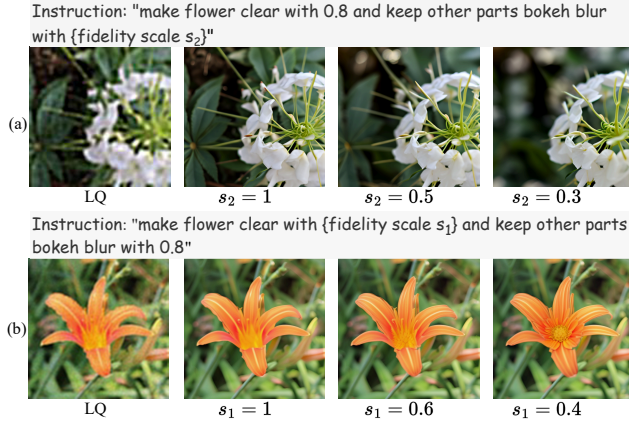 Instruction: "make flower clear with 0.8 and keep other parts bokeh blur
with {fidelity scale s₂}"
(a)
LQ s₂ = 1 s₂ = 0.5 s₂ = 0.3
Instruction: "make flower clear with {fidelity scale s₁} and keep other parts
bokeh blur with 0.8"
(b)
LQ s₁ = 1 s₁ = 0.6 s₁ = 0.4